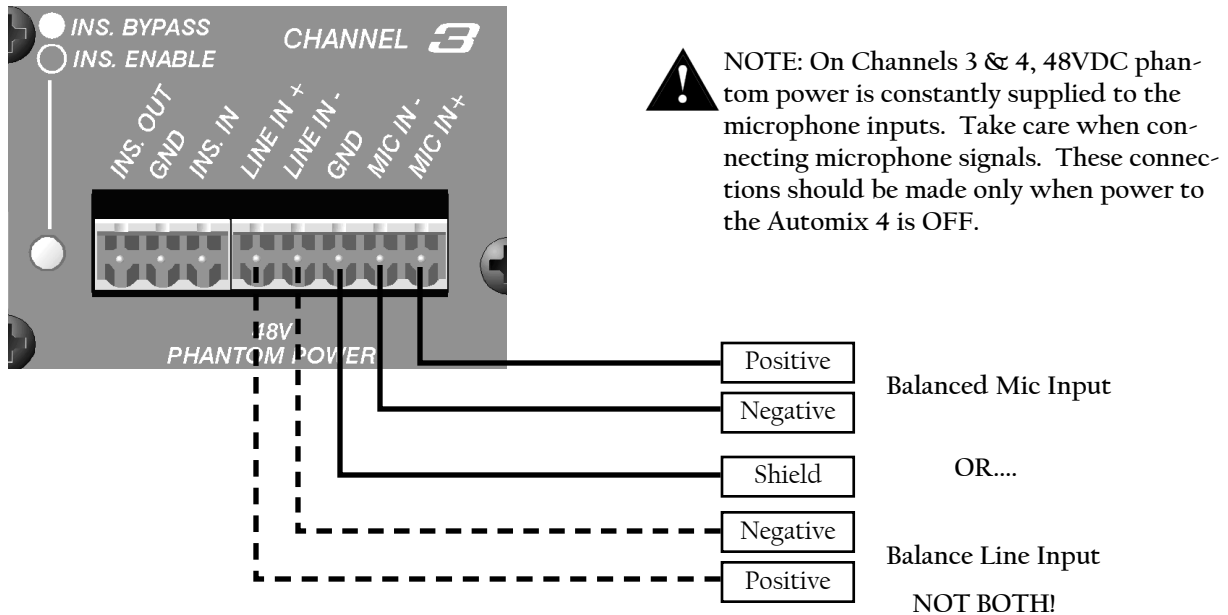 INS. BYPASS
INS. ENABLE
CHANNEL 3
INS. OUT
GND
INS. IN
LINE IN +
LINE IN -
GND
MIC IN -
MIC IN+
48V
PHANTOM POWER
NOTE: On Channels 3 & 4, 48VDC phan-
tom power is constantly supplied to the
microphone inputs. Take care when con-
necting microphone signals. These connec-
tions should be made only when power to
the Automix 4 is OFF.
Positive
Negative
Balanced Mic Input
Shield
OR....
Negative
Positive
Balance Line Input
NOT BOTH!